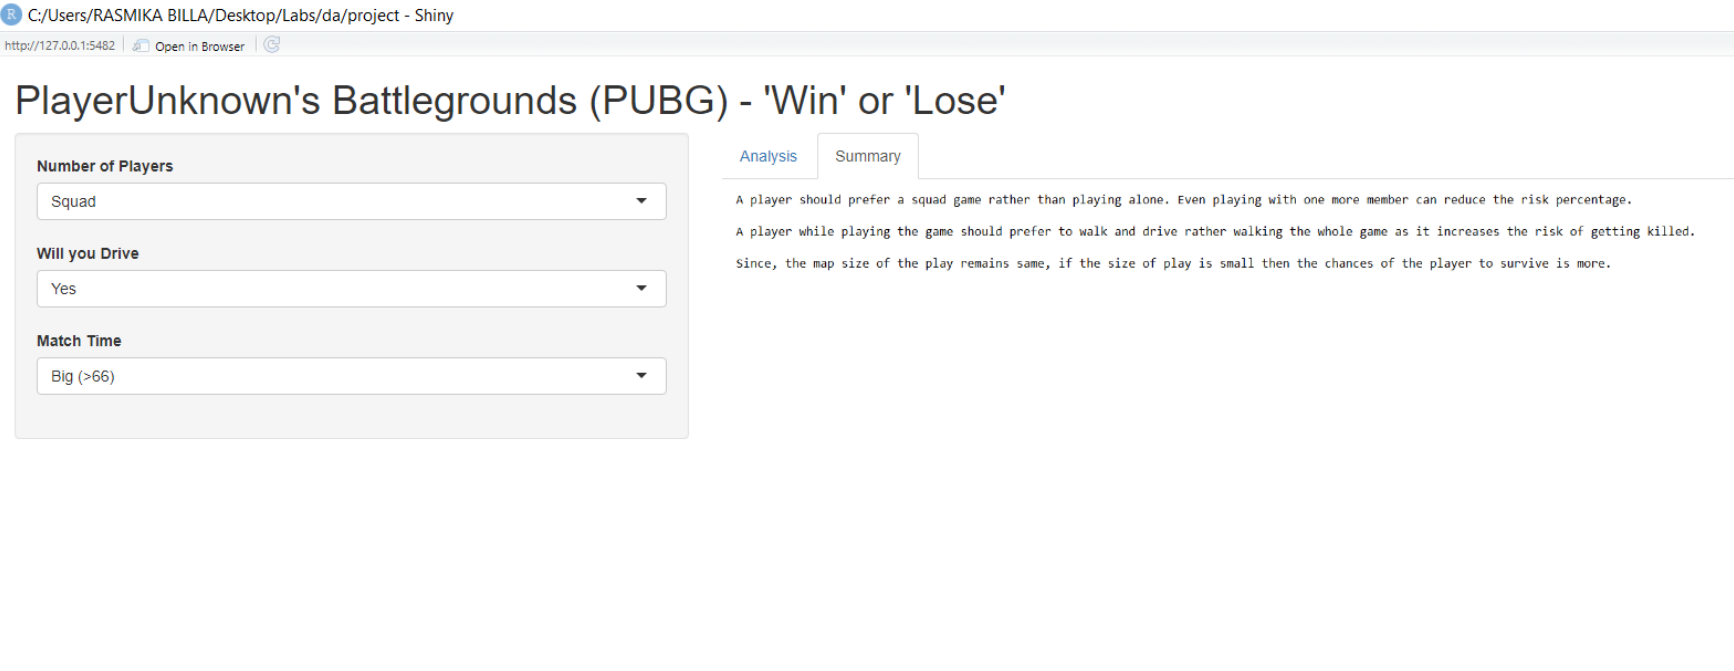 R C:/Users/RASMIKA BILLA/Desktop/Labs/da/project - Shiny
http://127.0.0.1:5482 Open in Browser
PlayerUnknown's Battlegrounds (PUBG) - 'Win' or 'Lose'
Number of Players
Squad
Will you Drive
Yes
Match Time
Big (>66)
Analysis Summary
A player should prefer a squad game rather than playing alone. Even playing with one more member can reduce the risk percentage.
A player while playing the game should prefer to walk and drive rather walking the whole game as it increases the risk of getting killed.
Since, the map size of the play remains same, if the size of play is small then the chances of the player to survive is more.